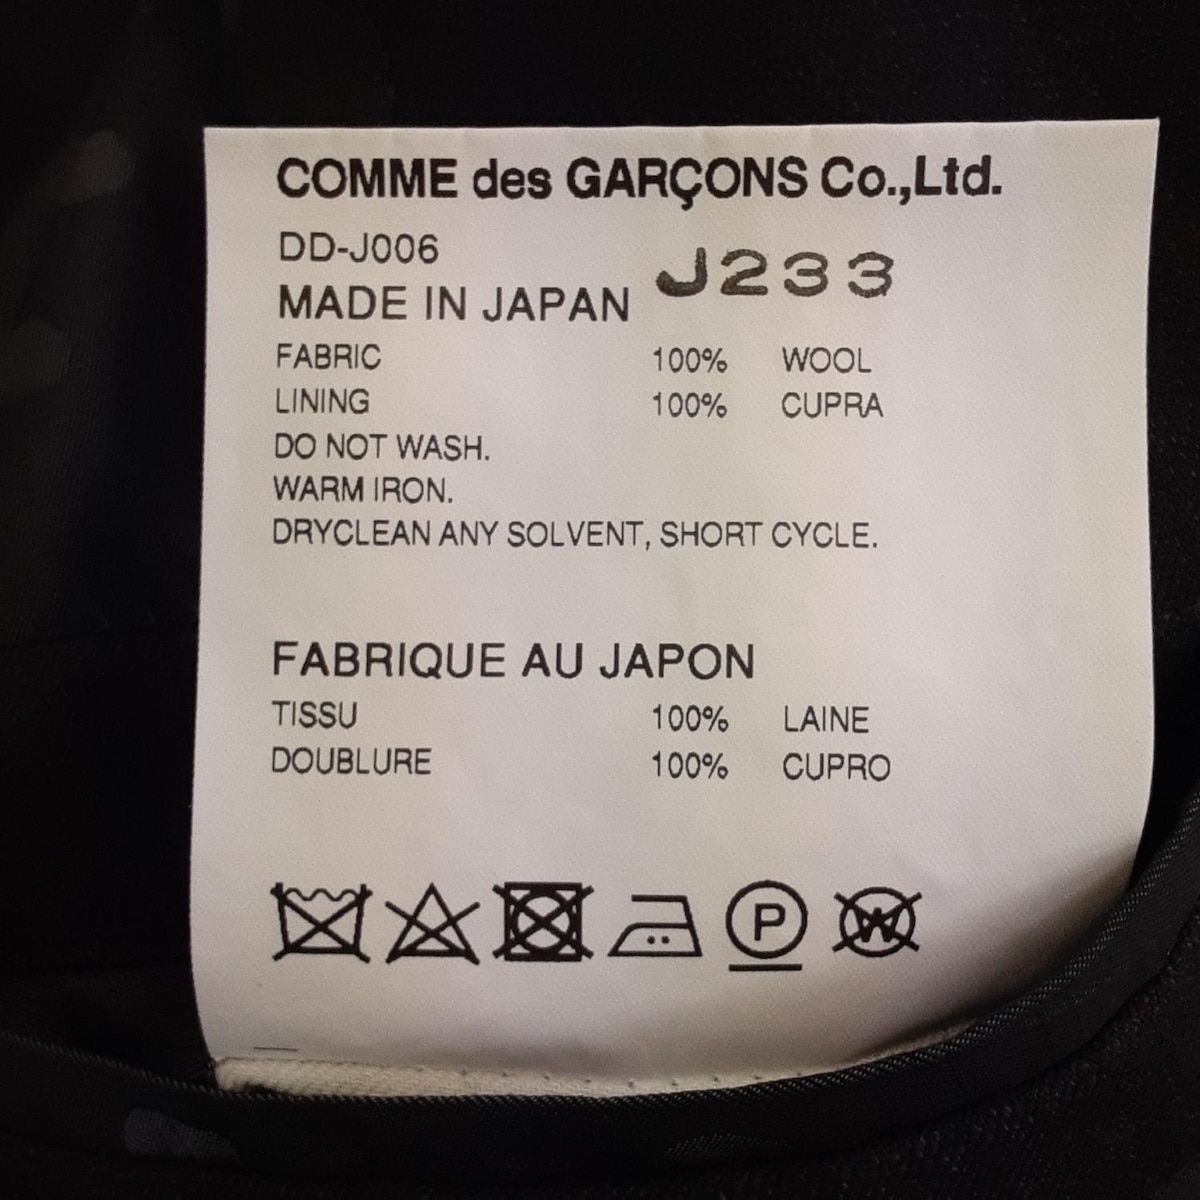 COMME des GARÇONS Co.,Ltd.
DD-J006
J233
MADE IN JAPAN
FABRIC 100% WOOL
LINING 100% CUPRA
DO NOT WASH.
WARM IRON.
DRYCLEAN ANY SOLVENT, SHORT CYCLE.
FABRIQUE AU JAPON
TISSU 100% LAINE
DOUBLURE 100% CUPRO
P W